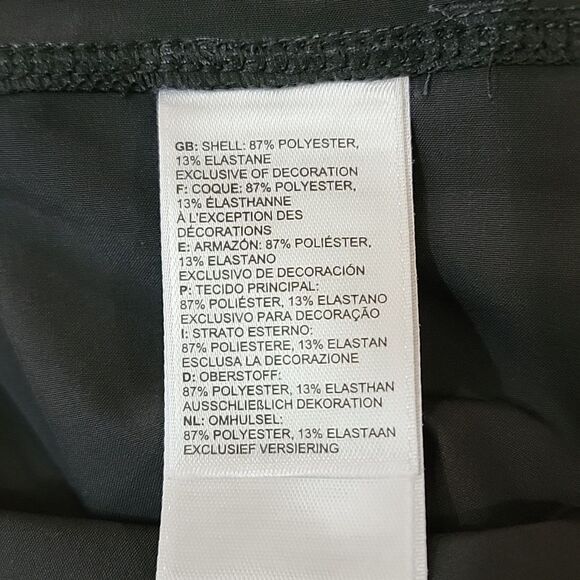 GB: SHELL: 87% POLYESTER,
13% ELASTANE
EXCLUSIVE OF DECORATION
F: COQUE: 87% POLYESTER,
13% ÉLASTHANNE
À L'EXCEPTION DES
DÉCORATIONS
E: ARMAZÓN: 87% POLIÉSTER,
13% ELASTANO
EXCLUSIVO DE DECORACIÓN
P: TECIDO PRINCIPAL:
87% POLIÉSTER, 13% ELASTANO
EXCLUSIVO PARA DECORAÇÃO
I: STRATO ESTERNO:
87% POLIESTERE, 13% ELASTAN
ESCLUSA LA DECORAZIONE
D: OBERSTOFF:
87% POLYESTER, 13% ELASTHAN
AUSSCHLIEßLICH DEKORATION
NL: OMHULSEL:
87% POLYESTER, 13% ELASTAAN
EXCLUSIEF VERSIERING